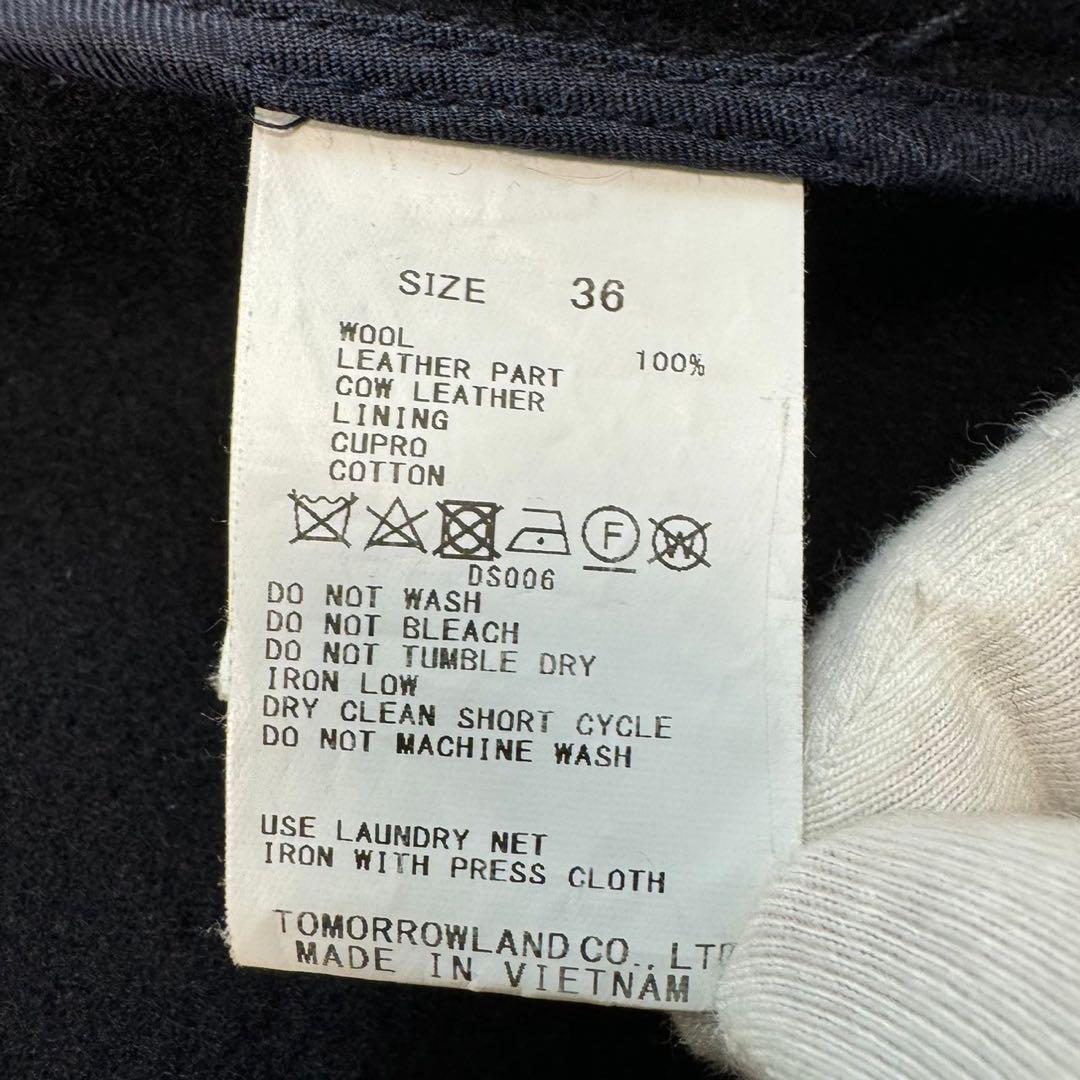 SIZE 36
WOOL 100%
LEATHER PART
COW LEATHER
LINING
CUPRO
COTTON
F W
DS006
DO NOT WASH
DO NOT BLEACH
DO NOT TUMBLE DRY
IRON LOW
DRY CLEAN SHORT CYCLE
DO NOT MACHINE WASH
USE LAUNDRY NET
IRON WITH PRESS CLOTH
TOMORROWLAND CO., LTD
MADE IN VIETNAM